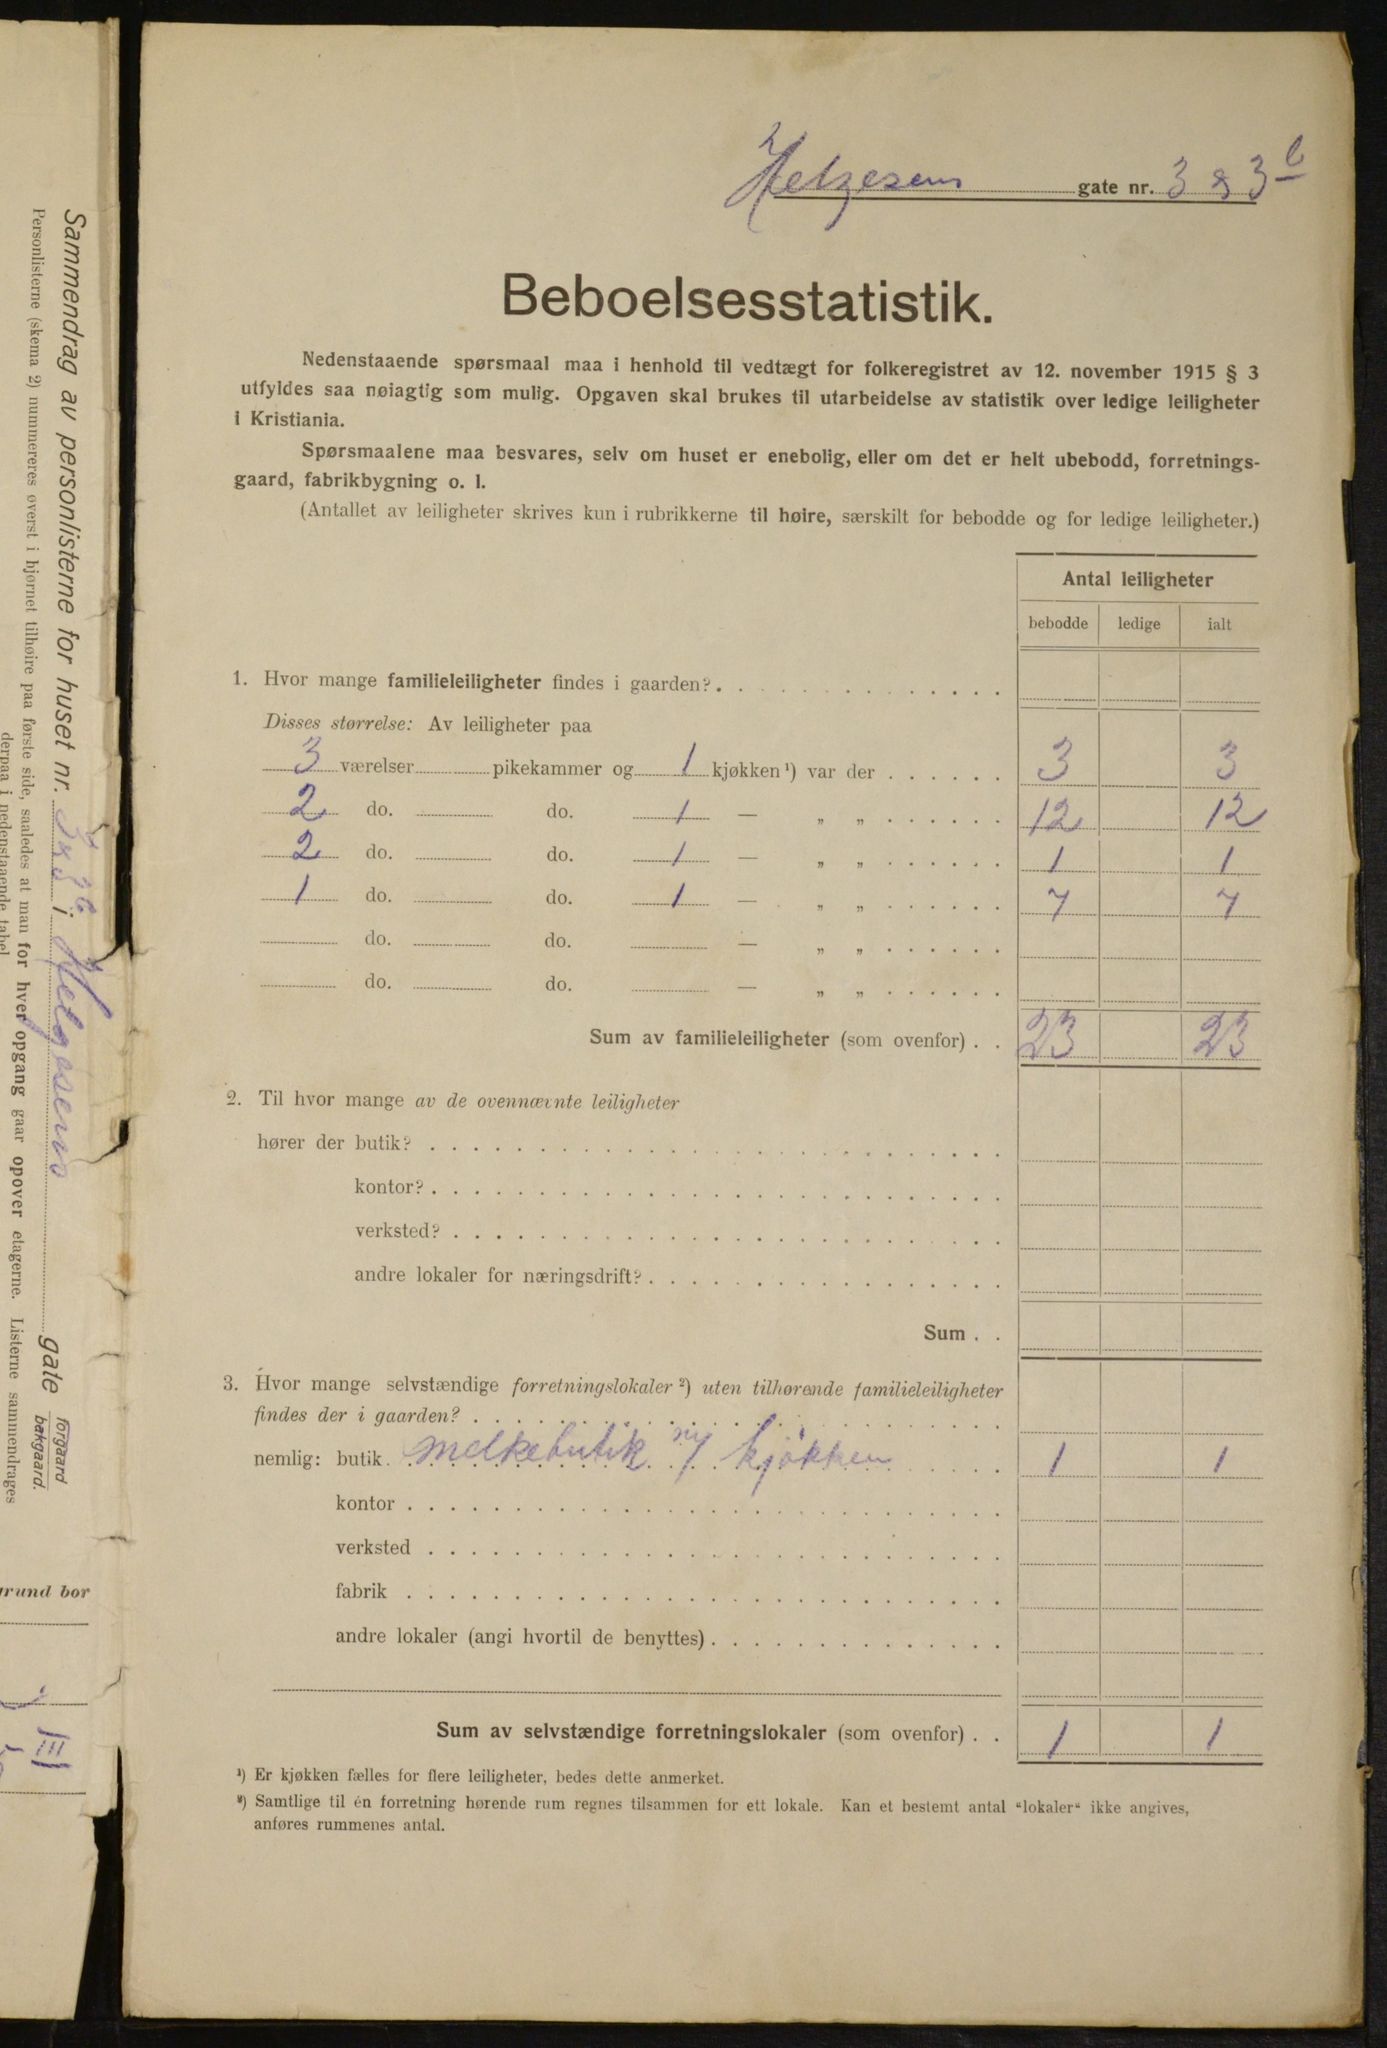 Helgesens gate nr. 3 & 3b
Beboelsesstatistik.
Nedenstaaende spørsmaal maa i henhold til vedtægt for folkeregistret av 12. november 1915 § 3
utfyldes saa nøiagtig som mulig. Opgaven skal brukes til utarbeidelse av statistik over ledige leiligheter
i Kristiania.
Spørsmaalene maa besvares, selv om huset er enebolig, eller om det er helt ubebodd, forretnings-
gaard, fabrikbygning o. l.
(Antallet av leiligheter skrives kun i rubrikkerne til høire, særskilt for bebodde og for ledige leiligheter.)
Antal leiligheter
bebodde ledige ialt
1. Hvor mange familieleiligheter findes i gaarden?
Disses størrelse: Av leiligheter paa
3 værelser pikekammer og 1 kjøkken ¹) var der 3 3
2 do. do. 1 — „ „ 12 12
2 do. do. 1 — „ „ 1 1
1 do. do. 1 — „ „ 7 7
do. do. — „ „
do. do. — „ „
Sum av familieleiligheter (som ovenfor) . . 23 23
2. Til hvor mange av de ovennævnte leiligheter
hører der butik?
kontor?
verksted?
andre lokaler for næringsdrift?
Sum . .
3. Hvor mange selvstændige forretningslokaler ²) uten tilhørende familieleiligheter
findes der i gaarden?
nemlig: butik melkebutik m/ kjøkken 1 1
kontor
verksted
fabrik
andre lokaler (angi hvortil de benyttes)
Sum av selvstændige forretningslokaler (som ovenfor) . . 1 1
¹) Er kjøkken fælles for flere leiligheter, bedes dette anmerket.
²) Samtlige til én forretning hørende rum regnes tilsammen for ett lokale. Kan et bestemt antal "lokaler" ikke angives,
anføres rummenes antal.
Sammendrag av personlisterne for huset nr. 3 & 3b i Helgesens gate forgaard bakgaard.
Personlisterne (skema 2) nummereres øverst i hjørnet tilhøire paa første side, saaledes at man for hver opgang gaar opover etagerne. Listerne sammendrages
derpaa i nedenstaaende tabel
grund bor
III